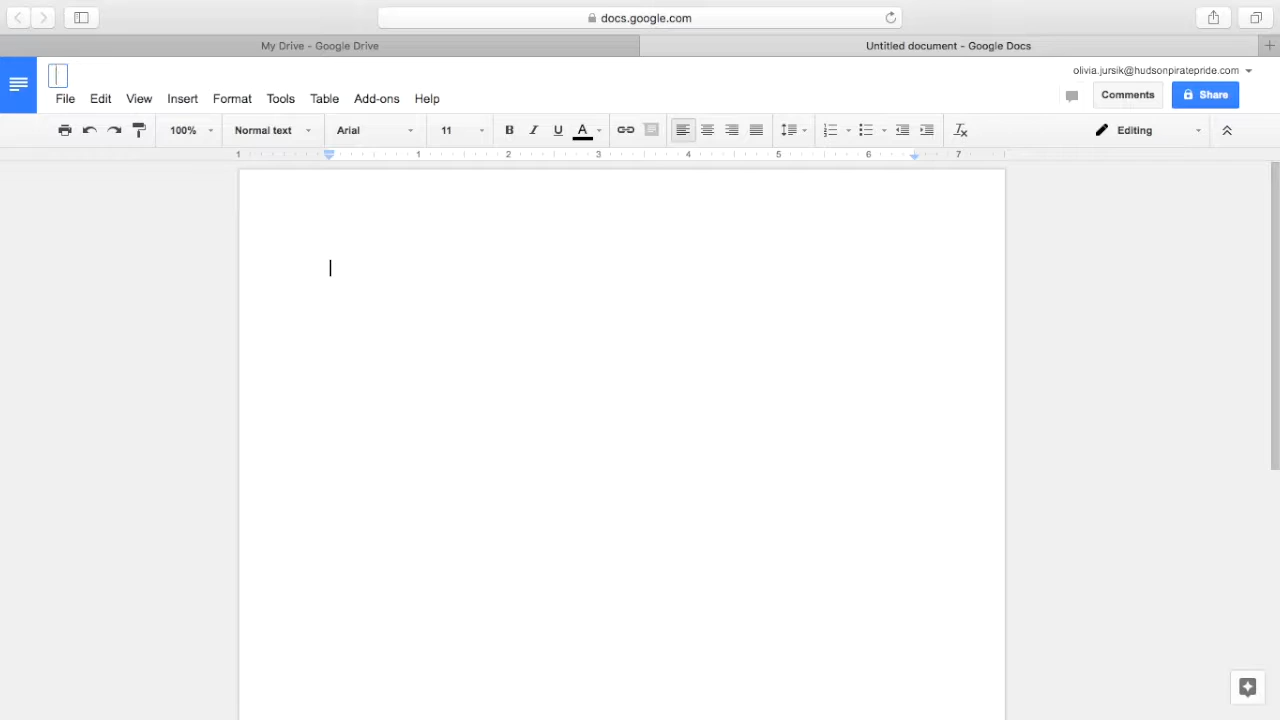 docs.google.com
My Drive - Google Drive
Untitled document - Google Docs
olivia.jursik@hudsonpiratepride.com
File Edit View Insert Format Tools Table Add-ons Help
Comments Share
100% Normal text Arial 11 B I U A Editing
1 1 2 3 4 5 6 7